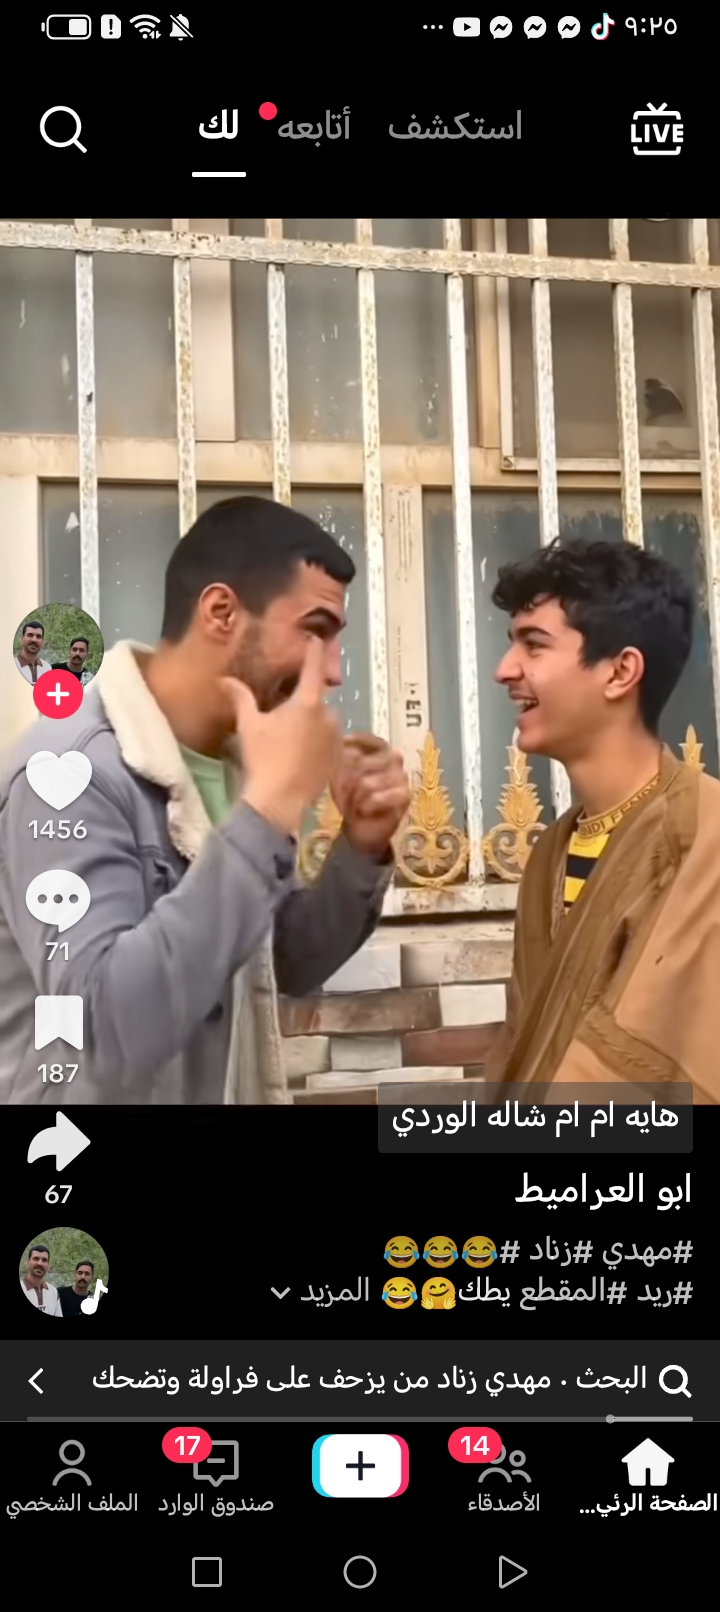 ٩:٢٥
لك
أتابعه
استكشف
LIVE
1456
71
187
67
هايه ام ام شاله الوردي
ابو العراميط
#مهدي #زناد #😂😂😂
#ريد #المقطع يطك🤗😂 المزيد
البحث . مهدي زناد من يزحف على فراولة وتضحك
الصفحة الرئي...
14
الأصدقاء
17
صندوق الوارد
الملف الشخصي